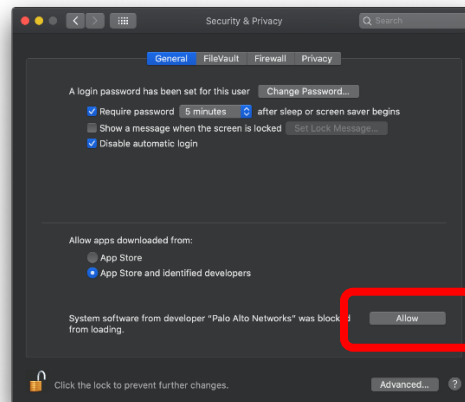 Security & Privacy
Search
General FileVault Firewall Privacy
A login password has been set for this user Change Password...
Require password 5 minutes after sleep or screen saver begins
Show a message when the screen is locked Set Lock Message...
Disable automatic login
Allow apps downloaded from:
App Store
App Store and identified developers
System software from developer "Palo Alto Networks" was blocked Allow
from loading.
Click the lock to prevent further changes. Advanced... ?